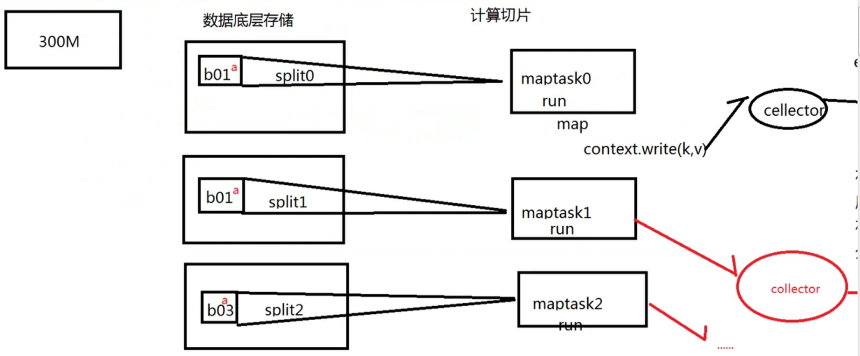 数据底层存储
计算切片
300M
b01
a
split0
maptask0
run
map
context.write(k,v)
cellector
b01
a
split1
maptask1
run
b03
a
split2
maptask2
run
collector
......